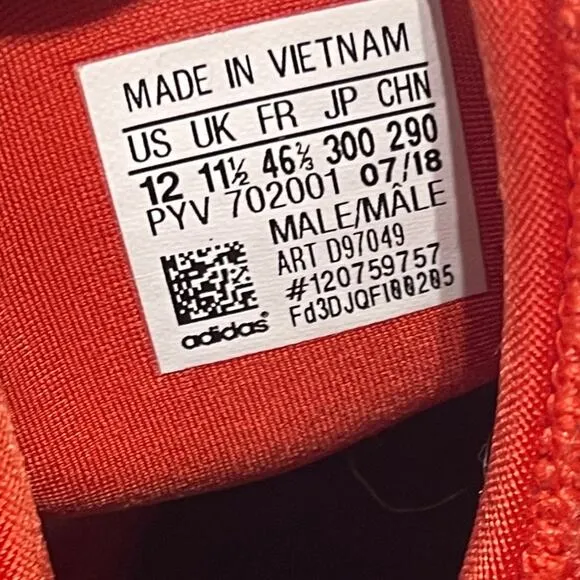 MADE IN VIETNAM
US UK FR JP CHN
12 11½ 46⅔ 300 290
PYV 702001 07/18
MALE/MÂLE
ART D97049
#120759757
Fd3DJQFI00205
adidas